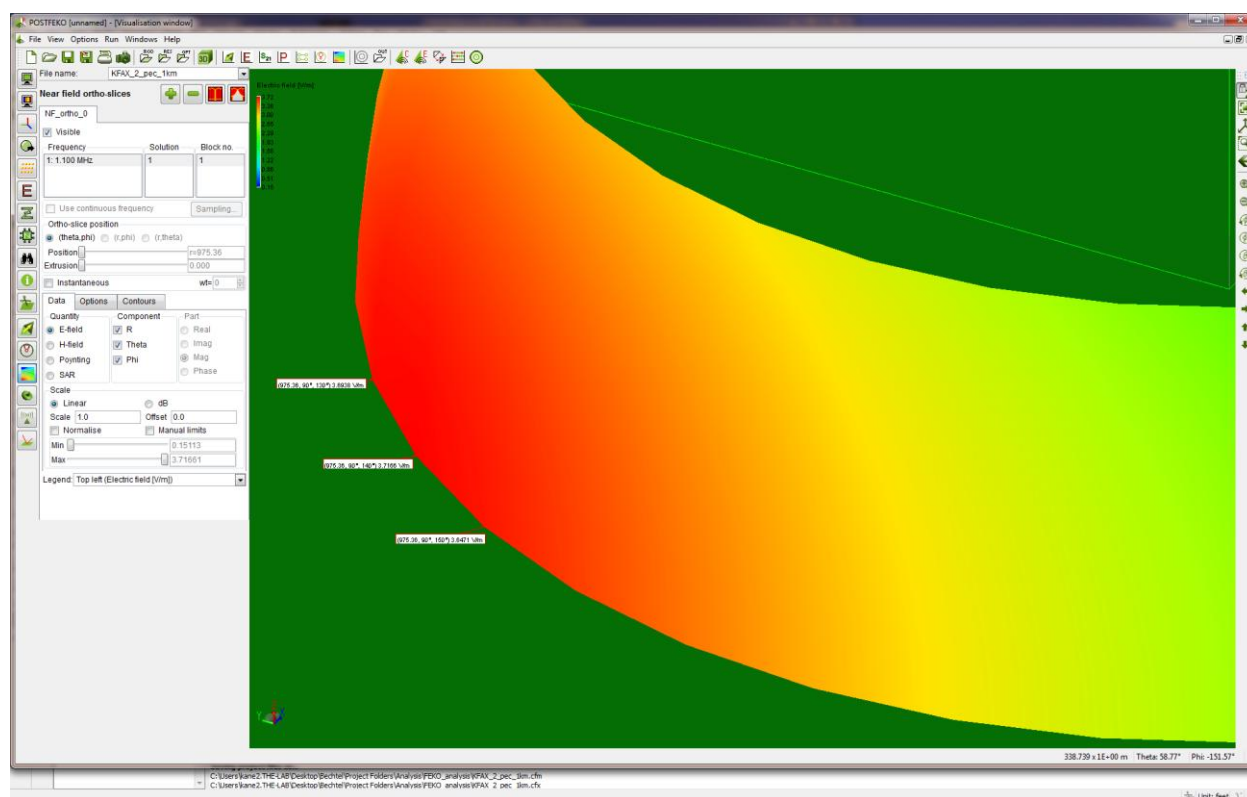 POSTFEKO [unnamed] - [Visualisation window]
File View Options Run Windows Help
File name: KFAX_2_pec_1km
Near field ortho-slices
NF_ortho_0
Visible
Frequency Solution Block no.
1: 1.100 MHz 1 1
Use continuous frequency Sampling...
Ortho-slice position
(theta,phi) (r,phi) (r,theta)
Position r=975.36
Extrusion 0.000
Instantaneous wt= 0
Data Options Contours
Quantity Component Part
E-field R Real
H-field Theta Imag
Poynting Phi Mag
SAR Phase
Scale
Linear dB
Scale 1.0 Offset 0.0
Normalise Manual limits
Min 0.15113
Max 3.71661
Legend: Top left (Electric field [V/m])
Electric field [V/m]
(975.36, 90°, 130°) 3.6938 V/m
(975.36, 90°, 140°) 3.7166 V/m
(975.36, 90°, 150°) 3.6471 V/m
Z
Y X
338.739 x 1E+00 m Theta: 58.77° Phi: -151.57°
C:\Users\kane2.THE-LAB\Desktop\Bechtel\Project Folders\Analysis\FEKO_analysis\KFAX_2_pec_1km.cfm
C:\Users\kane2.THE-LAB\Desktop\Bechtel\Project Folders\Analysis\FEKO_analysis\KFAX_2_pec_1km.cfx
Unit: feet